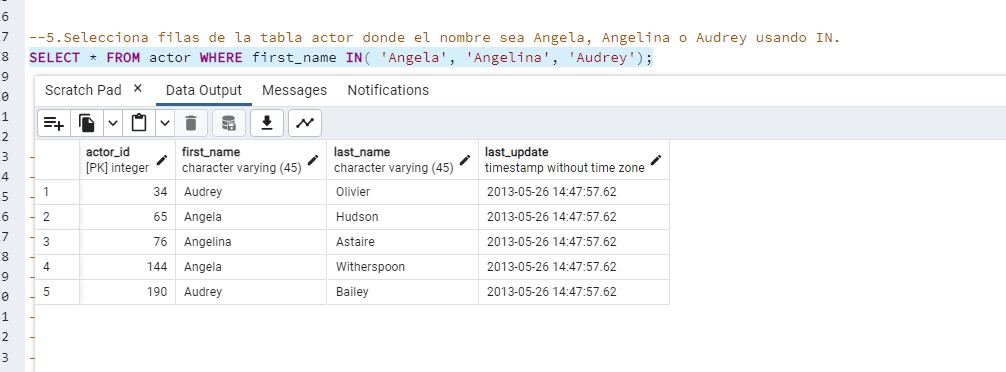 6
7 --5.Selecciona filas de la tabla actor donde el nombre sea Angela, Angelina o Audrey usando IN.
8 SELECT * FROM actor WHERE first_name IN( 'Angela', 'Angelina', 'Audrey');
9 Scratch Pad × Data Output Messages Notifications
0
1
2
actor_id first_name last_name last_update
[PK] integer character varying (45) character varying (45) timestamp without time zone
3 -
4 -
1 34 Audrey Olivier 2013-05-26 14:47:57.62
5 -
2 65 Angela Hudson 2013-05-26 14:47:57.62
6 -
3 76 Angelina Astaire 2013-05-26 14:47:57.62
7 -
8 -
4 144 Angela Witherspoon 2013-05-26 14:47:57.62
9 -
5 190 Audrey Bailey 2013-05-26 14:47:57.62
0 -
1 -
2 -
3 -